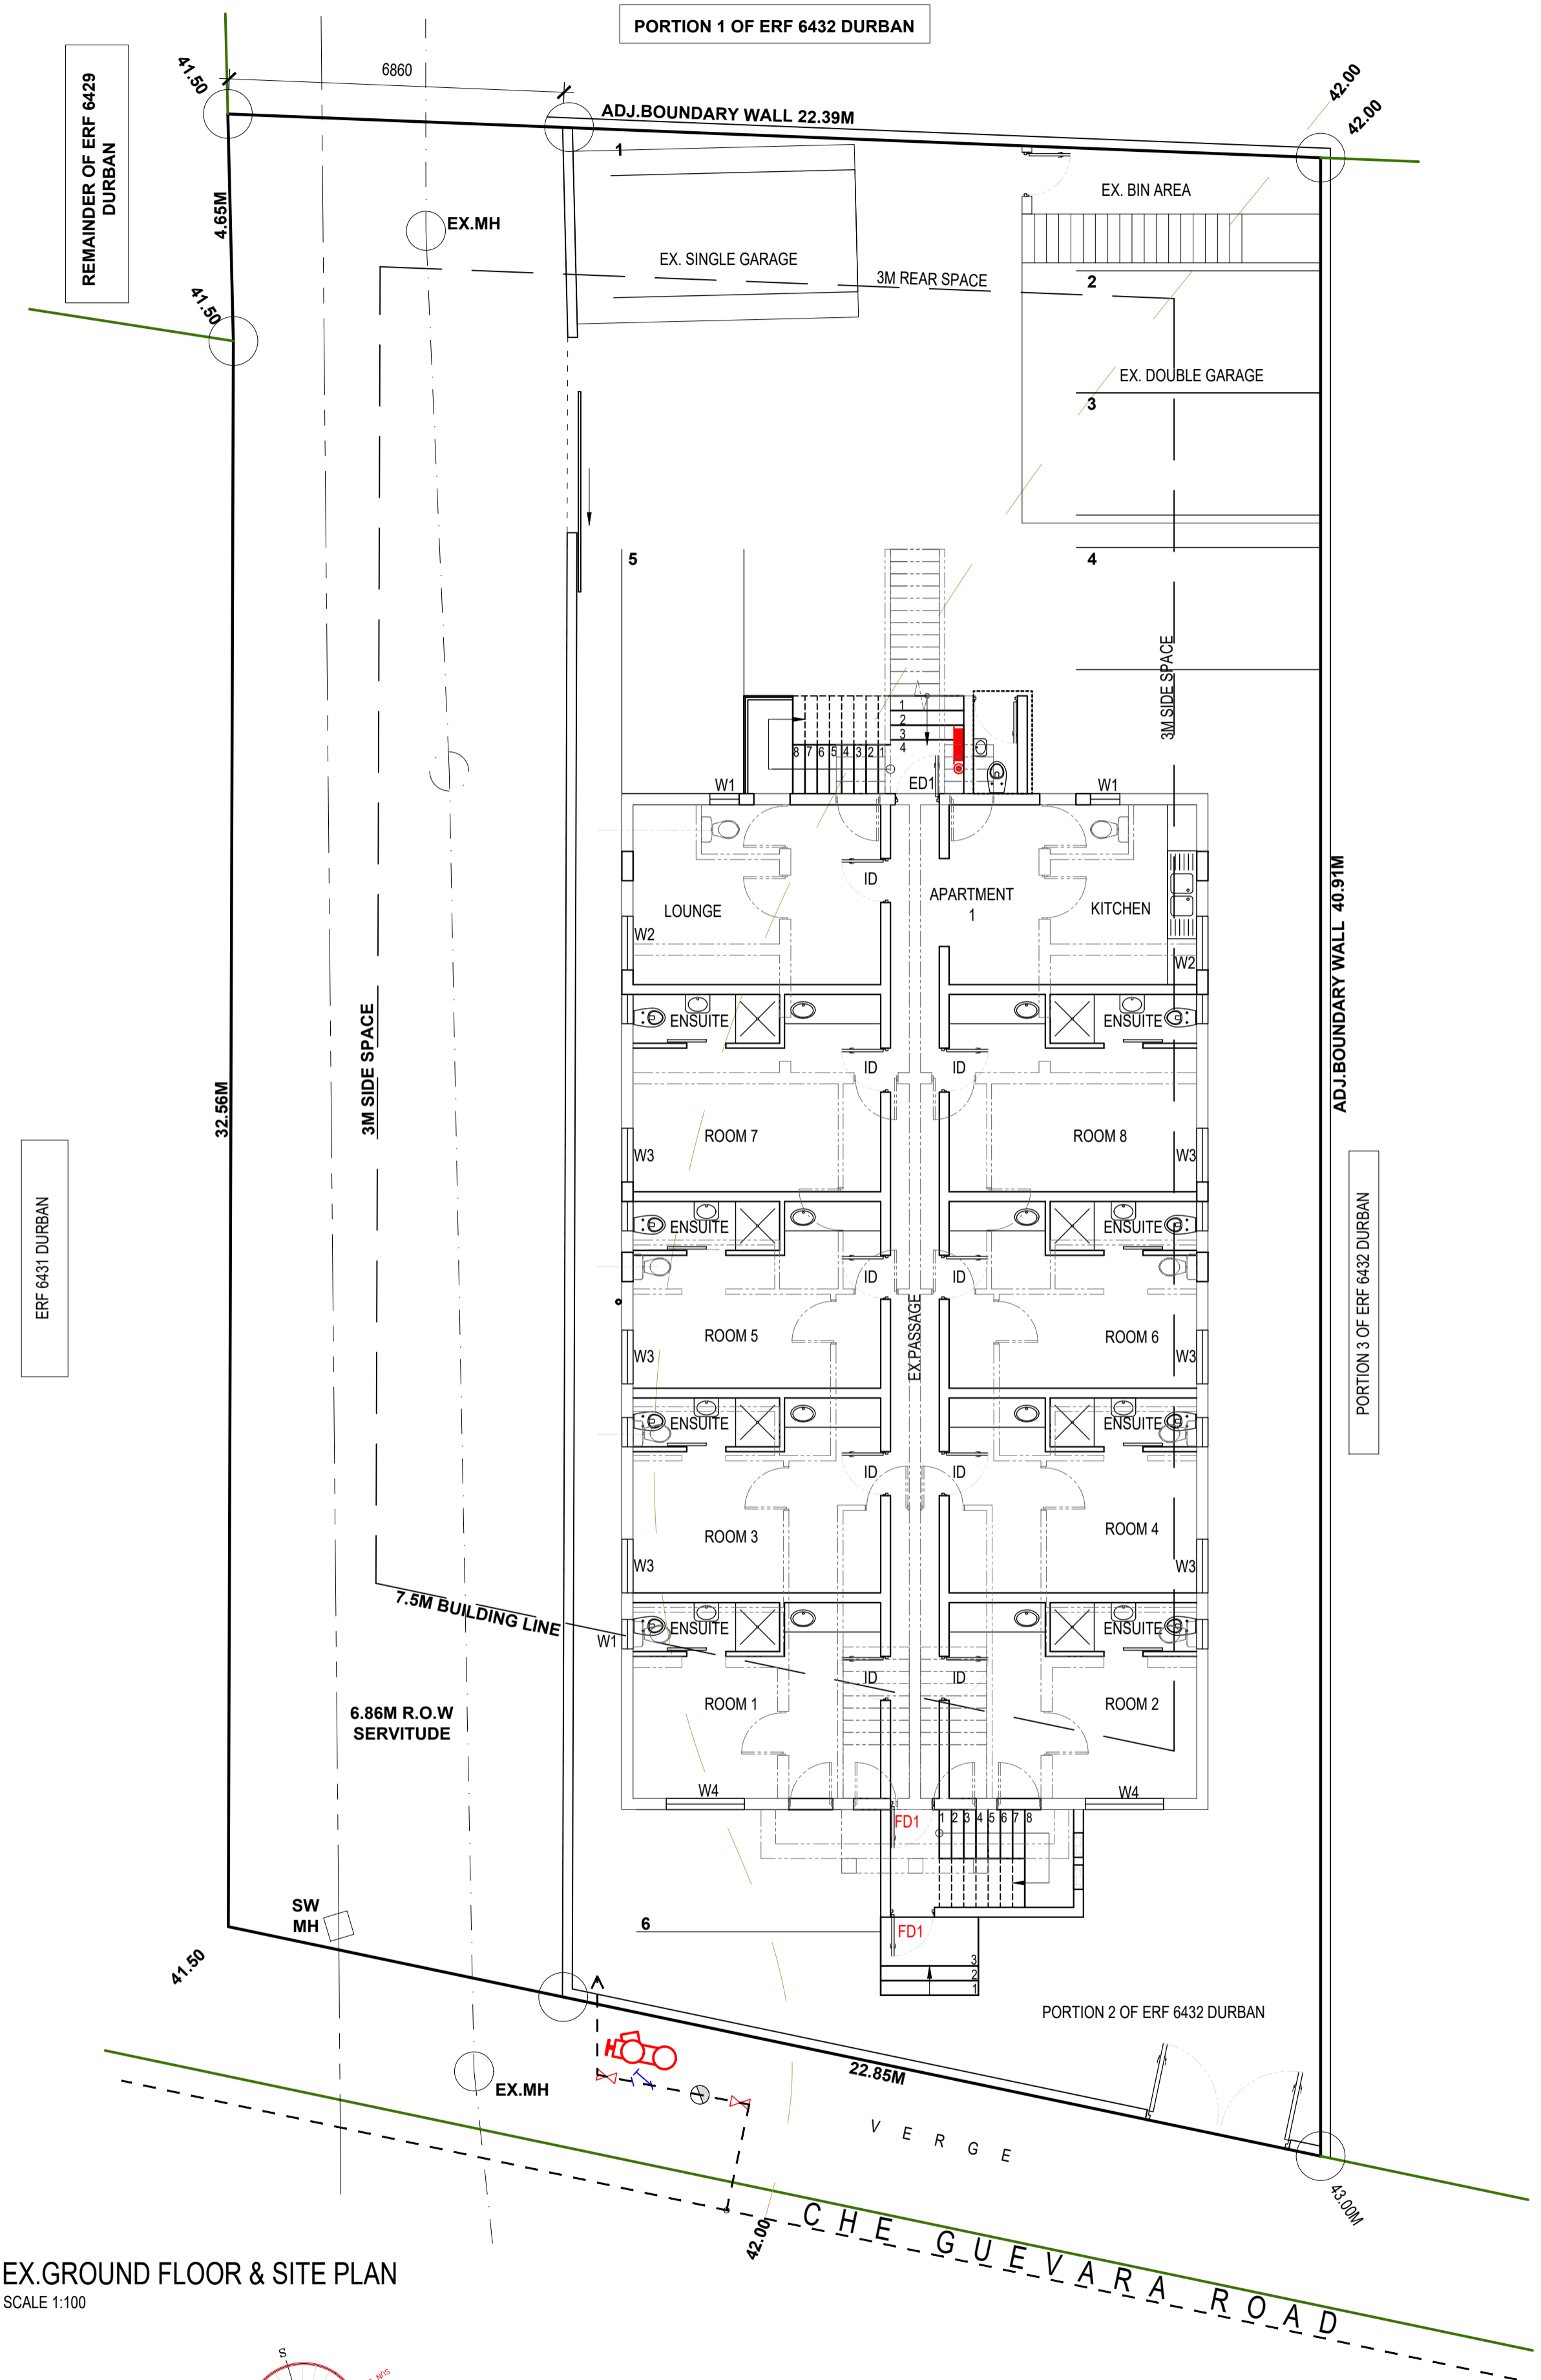 PORTION 1 OF ERF 6432 DURBAN
REMAINDER OF ERF 6429
DURBAN
41.50
6860
ADJ.BOUNDARY WALL 22.39M
42.00
42.00
1
EX. BIN AREA
4.65M
EX.MH
EX. SINGLE GARAGE
3M REAR SPACE
2
41.50
EX. DOUBLE GARAGE
3
5
4
3M SIDE SPACE
1
2
3
4
8 7 6 5 4 3 2 1
W1
ED1
W1
ID
LOUNGE
APARTMENT
1
KITCHEN
W2
W2
ADJ.BOUNDARY WALL 40.91M
ENSUITE
ENSUITE
3M SIDE SPACE
32.56M
ID
ID
ROOM 7
ROOM 8
W3
W3
ERF 6431 DURBAN
PORTION 3 OF ERF 6432 DURBAN
ENSUITE
ENSUITE
ID
ID
EX.PASSAGE
ROOM 5
ROOM 6
W3
W3
ENSUITE
ENSUITE
ID
ID
ROOM 3
ROOM 4
W3
W3
7.5M BUILDING LINE
W1
ENSUITE
ENSUITE
ID
ID
ROOM 1
ROOM 2
6.86M R.O.W
SERVITUDE
W4
W4
FD1
1 2 3 4 5 6 7 8
SW
MH
6
FD1
3
2
1
41.50
PORTION 2 OF ERF 6432 DURBAN
22.85M
EX.MH
VERGE
43.00M
42.00
CHE GUEVARA ROAD
EX.GROUND FLOOR & SITE PLAN
SCALE 1:100
S
SUN